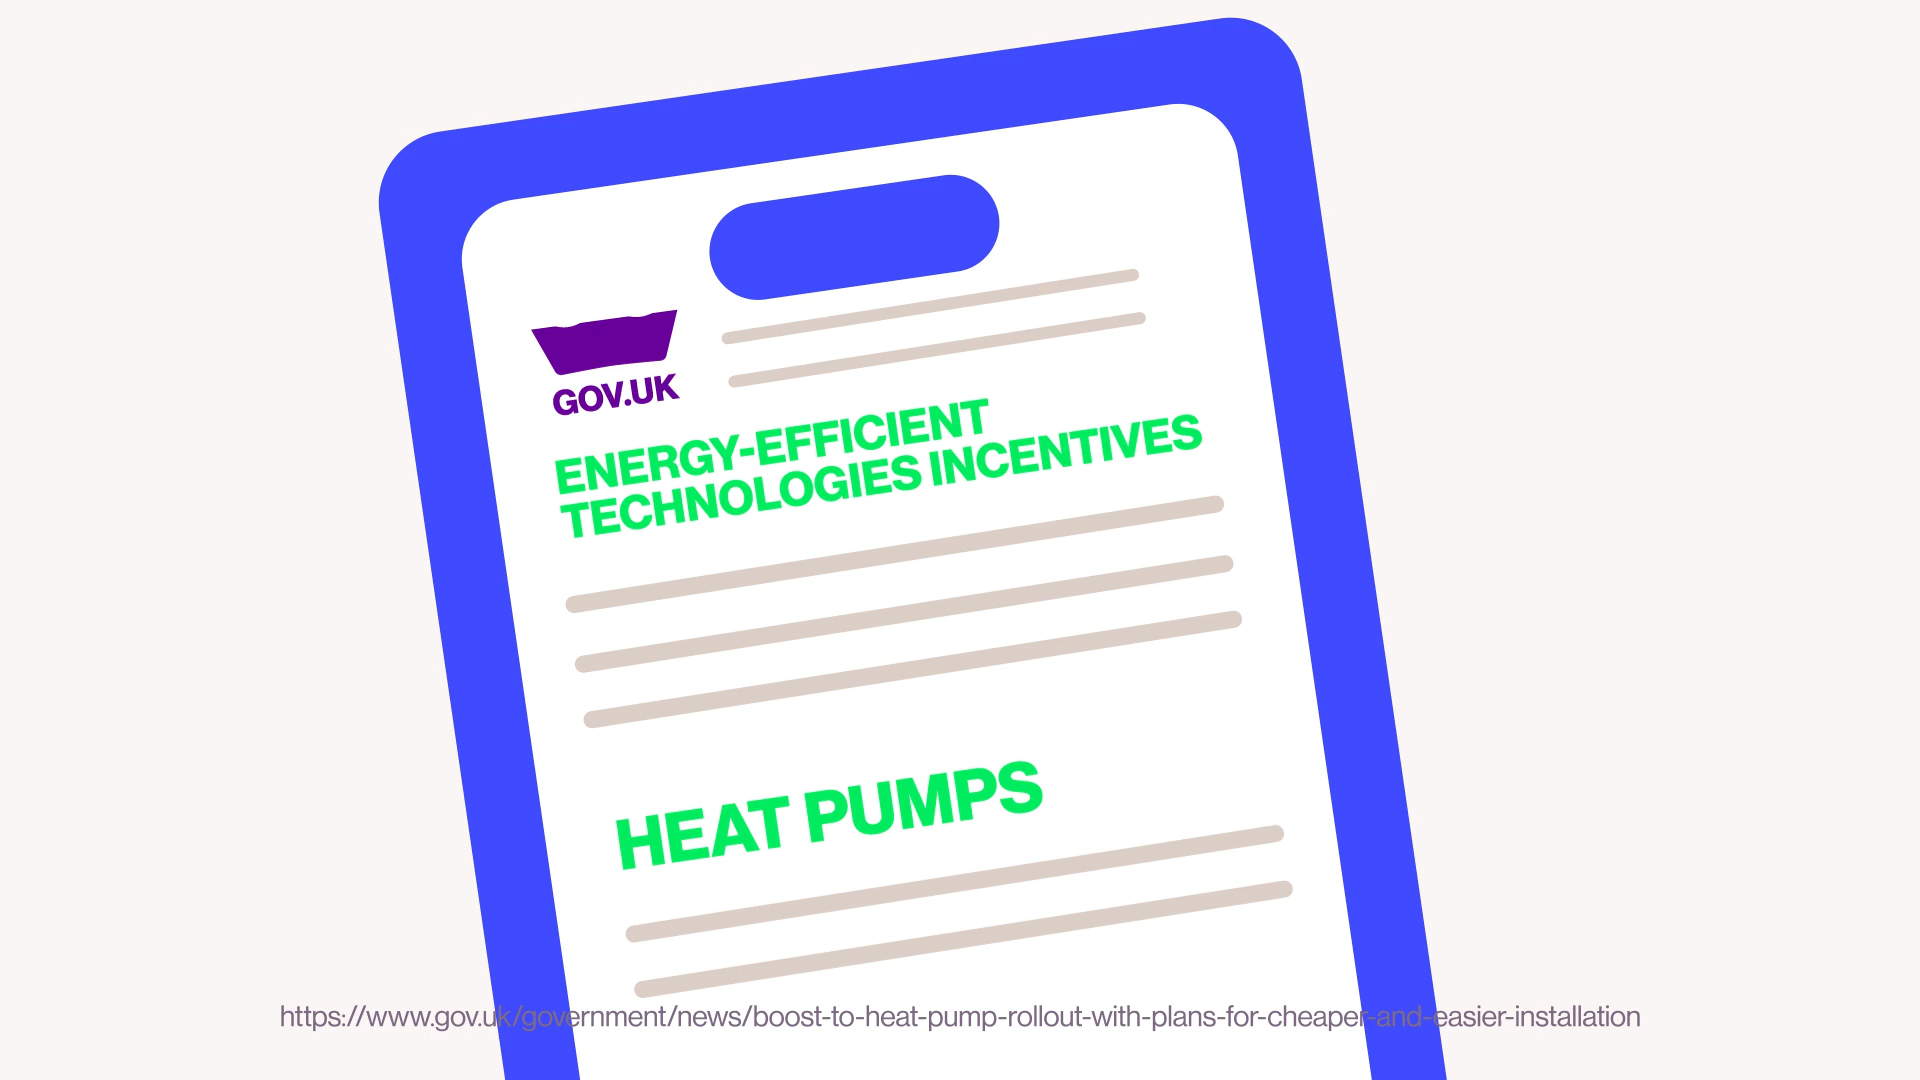 GOV.UK
ENERGY-EFFICIENT
TECHNOLOGIES INCENTIVES
HEAT PUMPS
https://www.gov.uk/government/news/boost-to-heat-pump-rollout-with-plans-for-cheaper-and-easier-installation